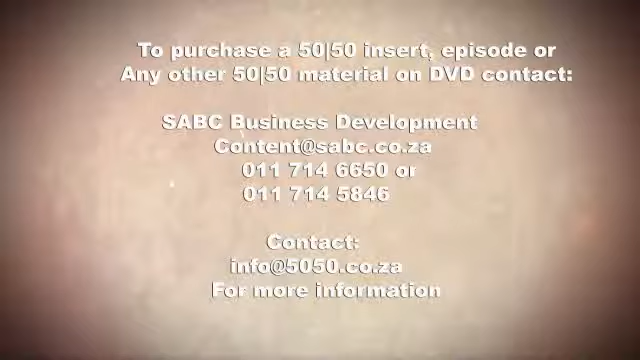 To purchase a 50|50 insert, episode or
Any other 50|50 material on DVD contact:
SABC Business Development
Content@sabc.co.za
011 714 6650 or
011 714 5846
Contact:
info@5050.co.za
For more information